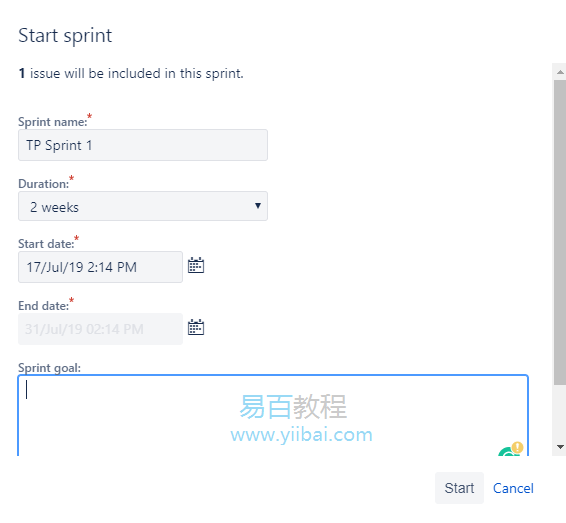 Start sprint
1 issue will be included in this sprint.
Sprint name:*
TP Sprint 1
Duration:*
2 weeks
Start date:*
17/Jul/19 2:14 PM
End date:*
31/Jul/19 02:14 PM
Sprint goal:
易百教程
www.yiibai.com
Start Cancel